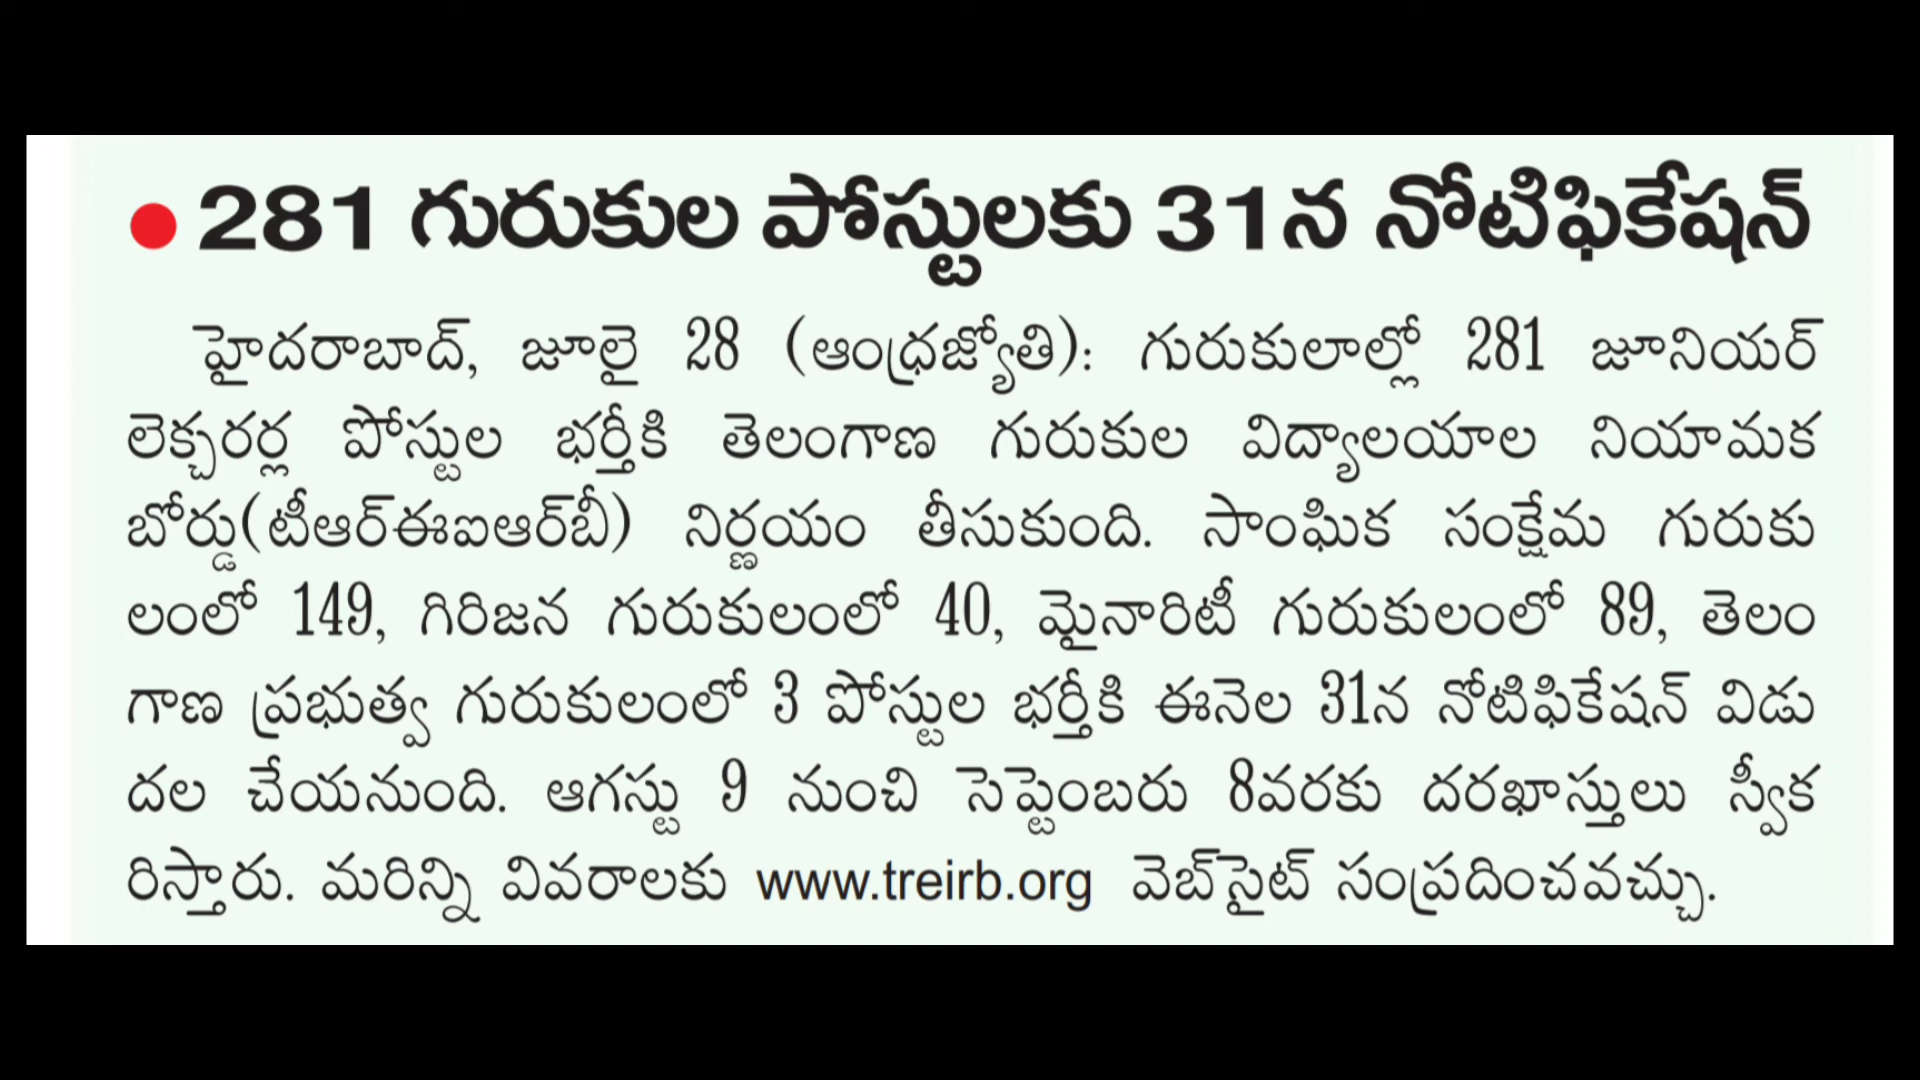 ● 281 గురుకుల పోస్టులకు 31న నోటిఫికేషన్
హైదరాబాద్, జూలై 28 (ఆంధ్రజ్యోతి): గురుకులాల్లో 281 జూనియర్
లెక్చరర్ల పోస్టుల భర్తీకి తెలంగాణ గురుకుల విద్యాలయాల నియామక
బోర్డు(టీఆర్ఈఐఆర్‌బీ) నిర్ణయం తీసుకుంది. సాంఘిక సంక్షేమ గురుకు
లంలో 149, గిరిజన గురుకులంలో 40, మైనారిటీ గురుకులంలో 89, తెలం
గాణ ప్రభుత్వ గురుకులంలో 3 పోస్టుల భర్తీకి ఈనెల 31న నోటిఫికేషన్ విడు
దల చేయనుంది. ఆగస్టు 9 నుంచి సెప్టెంబరు 8వరకు దరఖాస్తులు స్వీక
రిస్తారు. మరిన్ని వివరాలకు www.treirb.org వెబ్‌సైట్ సంప్రదించవచ్చు.